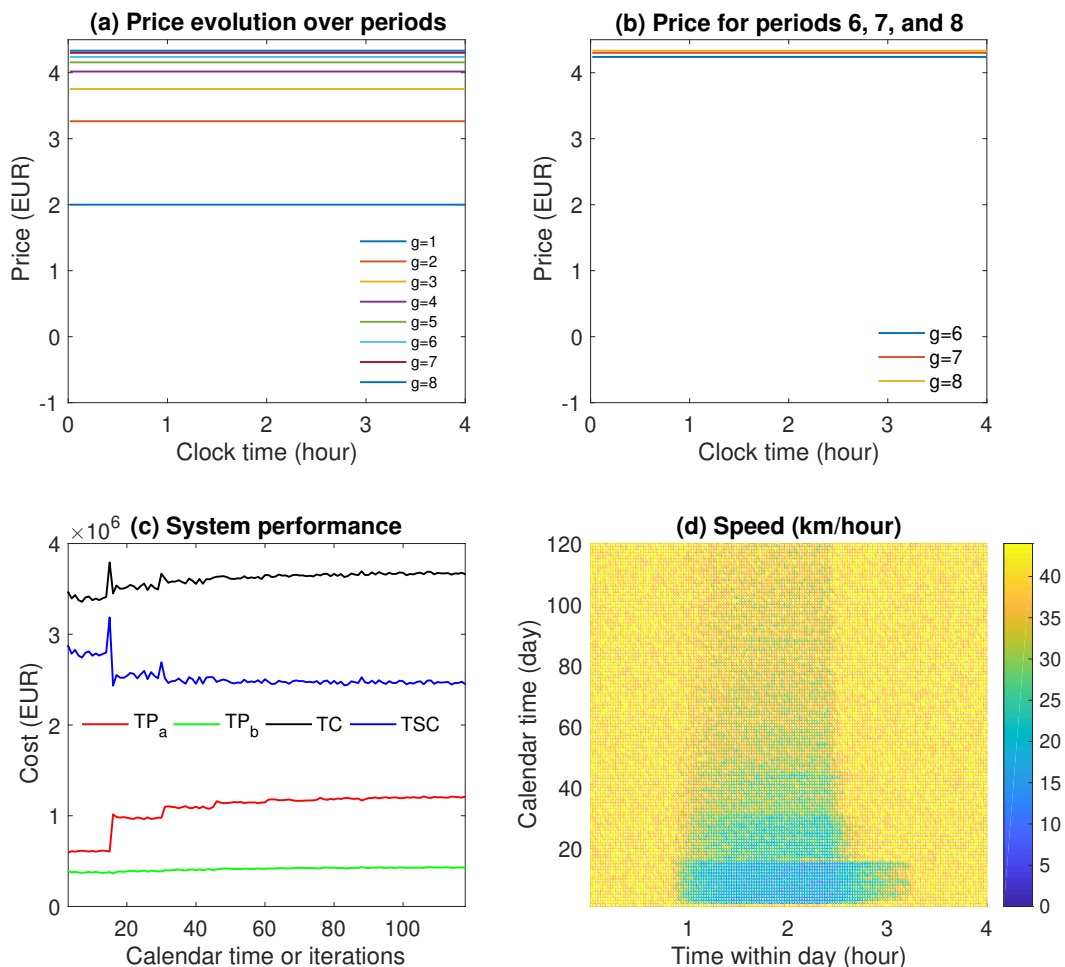 (a) Price evolution over periods
4
3
2
1
0
-1
Price (EUR)
g=1
g=2
g=3
g=4
g=5
g=6
g=7
g=8
0 1 2 3 4
Clock time (hour)
(b) Price for periods 6, 7, and 8
4
3
2
1
0
-1
Price (EUR)
g=6
g=7
g=8
0 1 2 3 4
Clock time (hour)
(c) System performance
×10^6
4
3
2
1
0
Cost (EUR)
TP_a TP_b TC TSC
20 40 60 80 100
Calendar time or iterations
(d) Speed (km/hour)
120
100
80
60
40
20
Calendar time (day)
1 2 3 4
Time within day (hour)
40
35
30
25
20
15
10
5
0